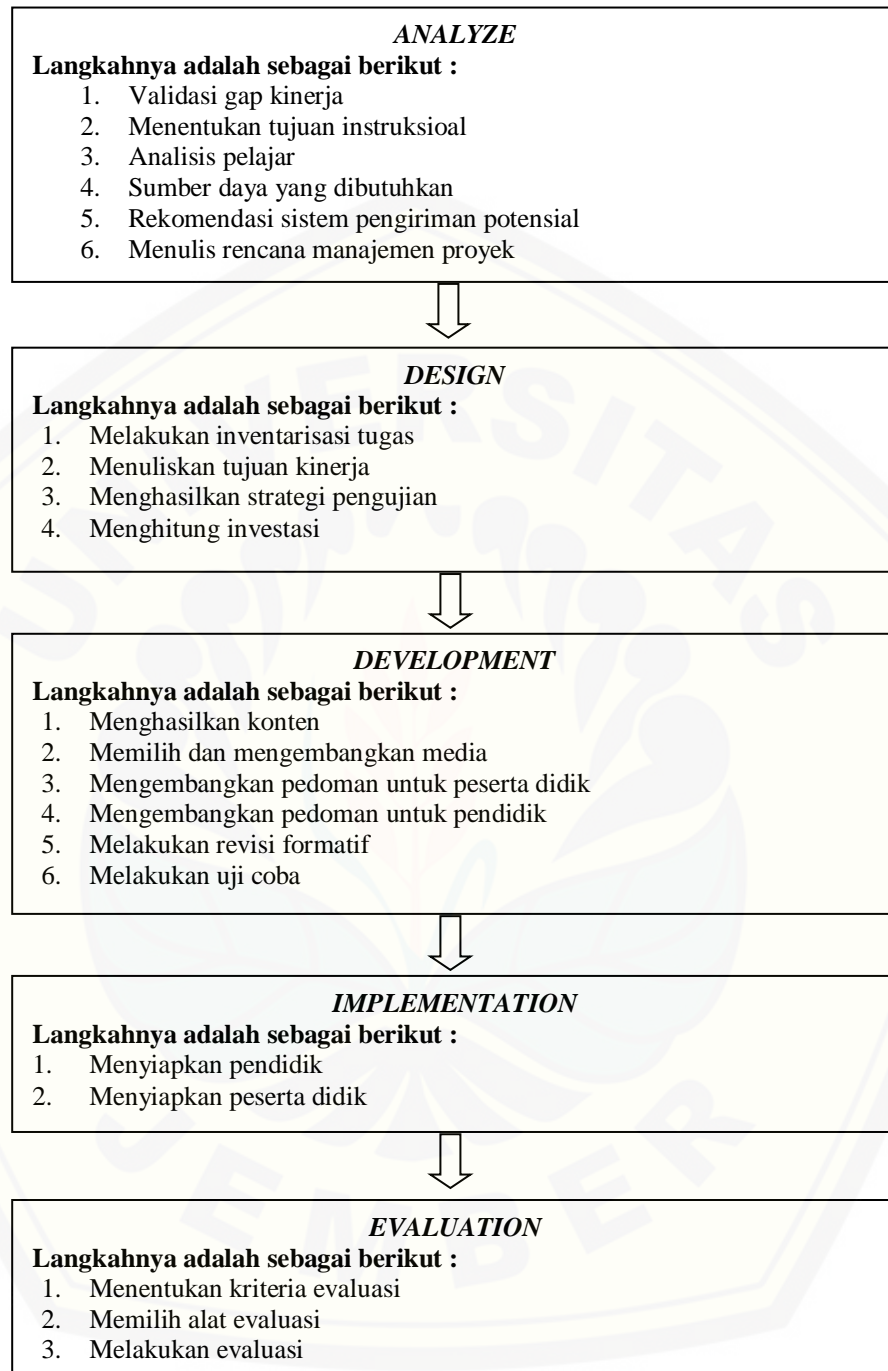 ANALYZE
Langkahnya adalah sebagai berikut :
1. Validasi gap kinerja
2. Menentukan tujuan instruksioal
3. Analisis pelajar
4. Sumber daya yang dibutuhkan
5. Rekomendasi sistem pengiriman potensial
6. Menulis rencana manajemen proyek
DESIGN
Langkahnya adalah sebagai berikut :
1. Melakukan inventarisasi tugas
2. Menuliskan tujuan kinerja
3. Menghasilkan strategi pengujian
4. Menghitung investasi
DEVELOPMENT
Langkahnya adalah sebagai berikut :
1. Menghasilkan konten
2. Memilih dan mengembangkan media
3. Mengembangkan pedoman untuk peserta didik
4. Mengembangkan pedoman untuk pendidik
5. Melakukan revisi formatif
6. Melakukan uji coba
IMPLEMENTATION
Langkahnya adalah sebagai berikut :
1. Menyiapkan pendidik
2. Menyiapkan peserta didik
EVALUATION
Langkahnya adalah sebagai berikut :
1. Menentukan kriteria evaluasi
2. Memilih alat evaluasi
3. Melakukan evaluasi
UNIVERSITAS
JEMBER